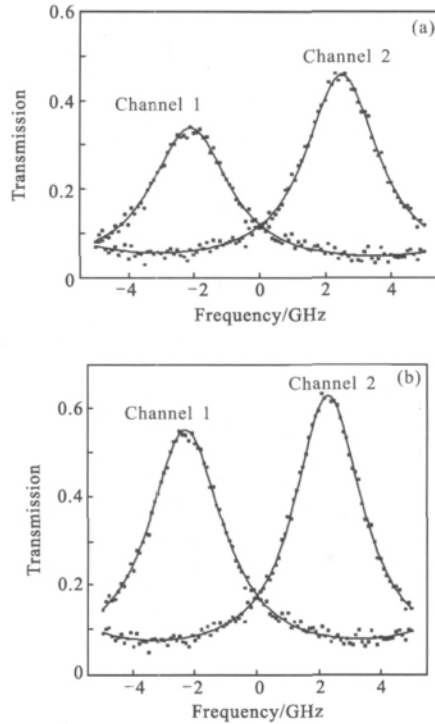 0.6
(a)
Channel 2
0.4
Channel 1
Transmission
0.2
0
−4 −2 0 2 4
Frequency/GHz
(b)
0.6
Channel 1
Channel 2
0.4
Transmission
0.2
0
−4 −2 0 2 4
Frequency/GHz